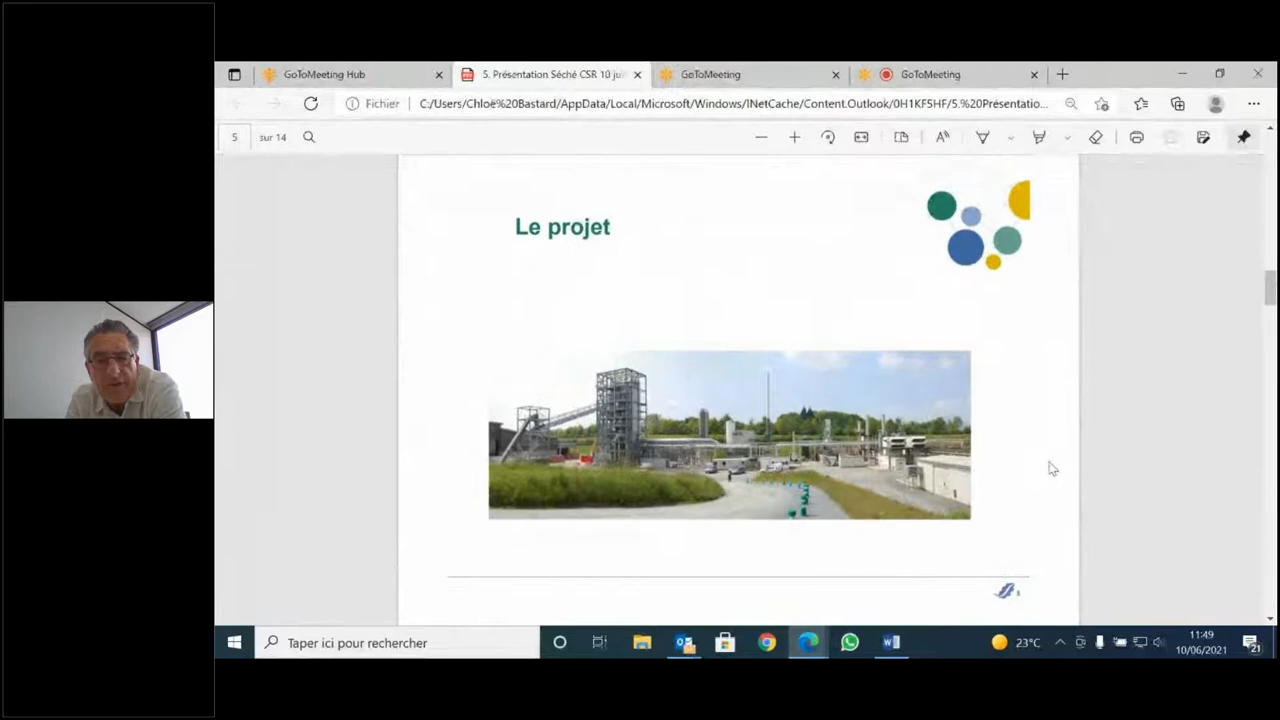 GoToMeeting Hub
5. Présentation Séché CSR 10 jui
GoToMeeting
GoToMeeting
Fichier
C:/Users/Chloé%20Bastard/AppData/Local/Microsoft/Windows/INetCache/Content.Outlook/0H1KF5HF/5.%20Présentatio...
5 sur 14
Le projet
Taper ici pour rechercher
23°C
11:49
10/06/2021
21